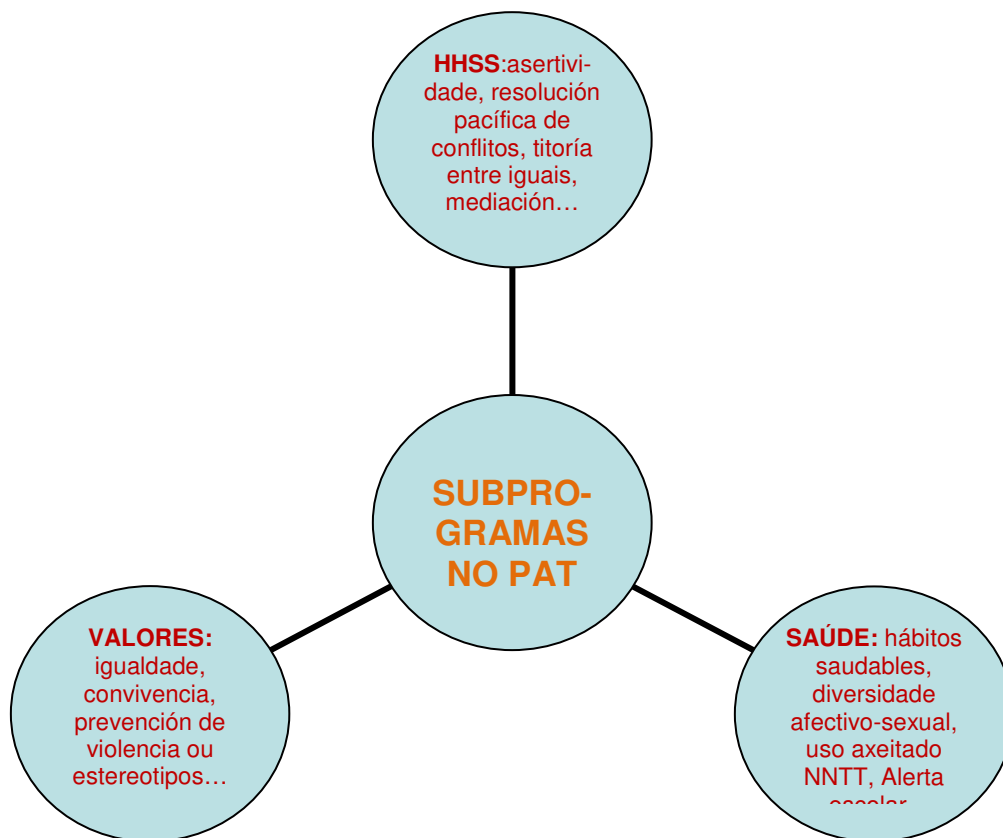 HHSS:asertivi-
dade, resolución
pacífica de
conflitos, titoría
entre iguais,
mediación…
SUBPRO-
GRAMAS
NO PAT
VALORES:
igualdade,
convivencia,
prevención de
violencia ou
estereotipos…
SAÚDE: hábitos
saudables,
diversidade
afectivo-sexual,
uso axeitado
NNTT, Alerta
escolar